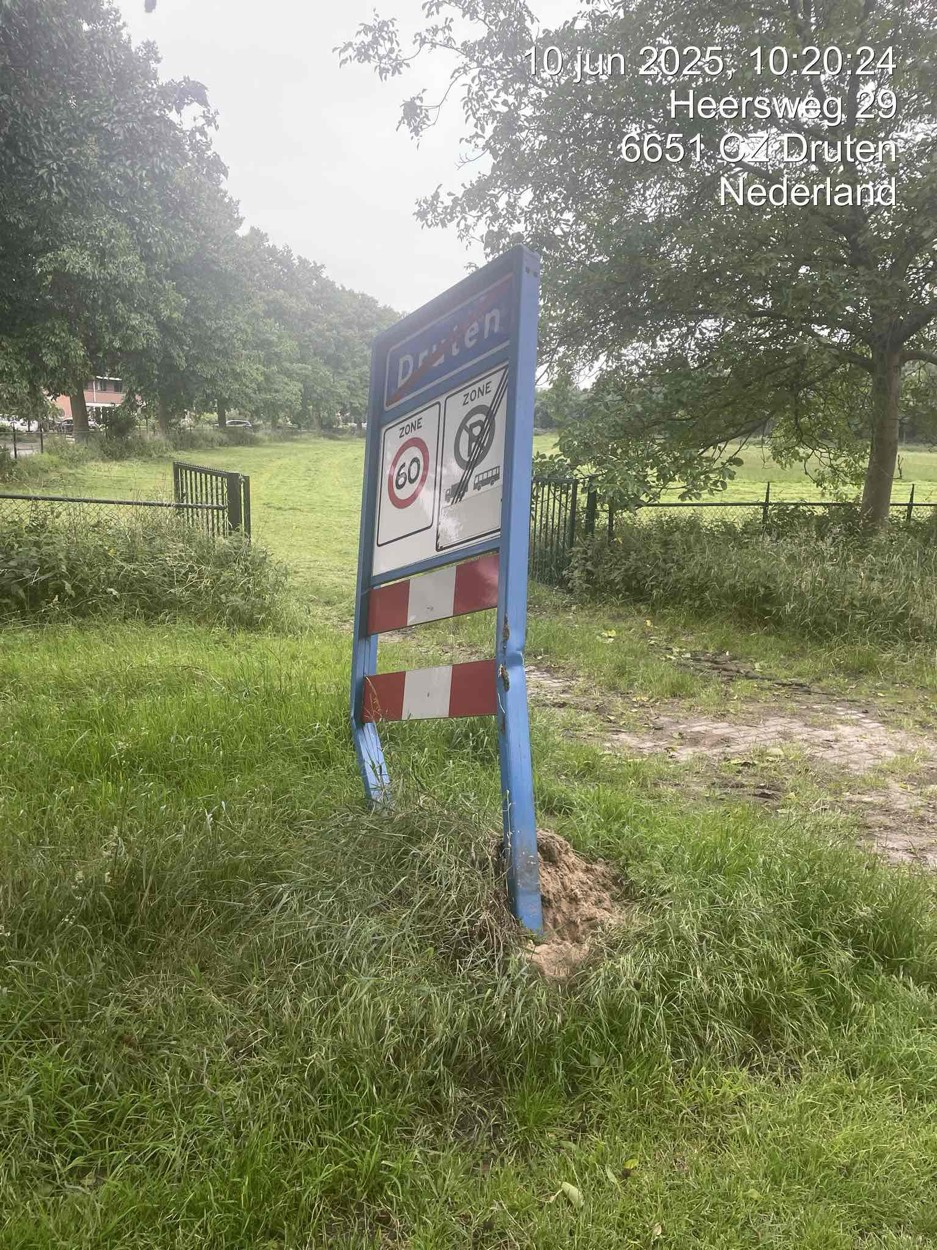 10 jun 2025, 10:20:24
Heersweg 29
6651 CZ Druten
Nederland
Druten
ZONE
60
ZONE
P